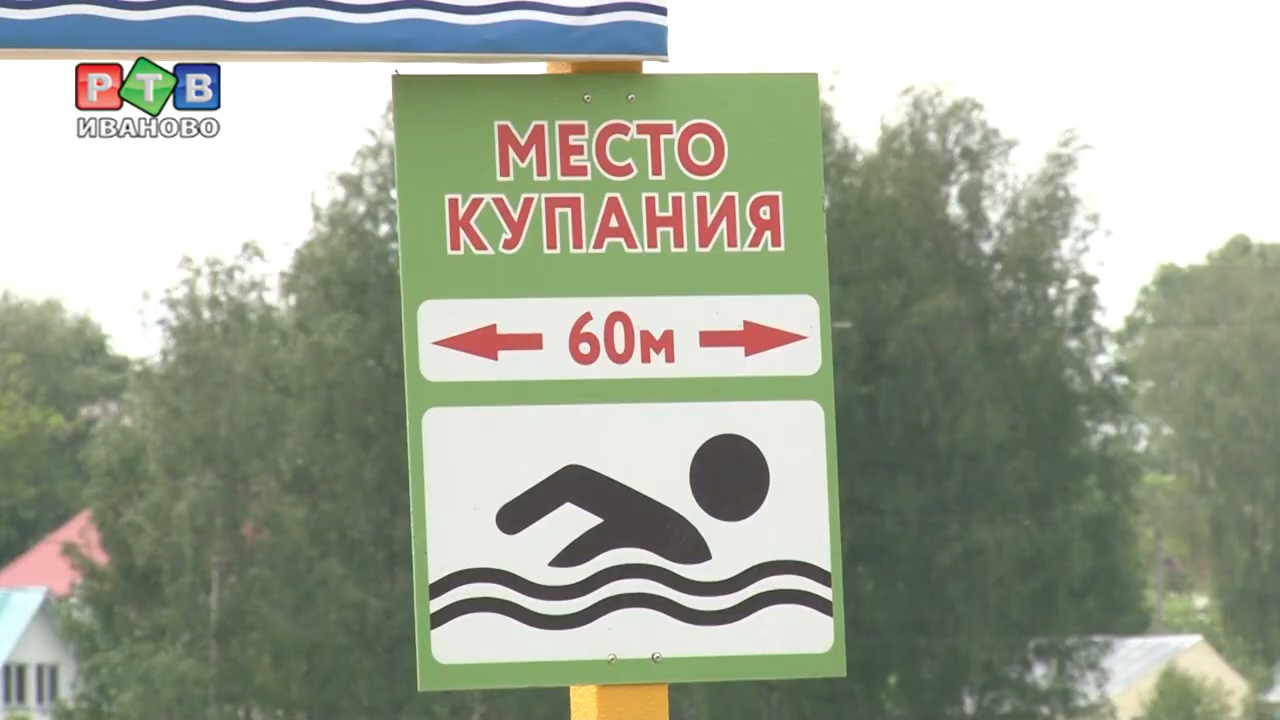 РТВ
ИВАНОВО
МЕСТО
КУПАНИЯ
60м